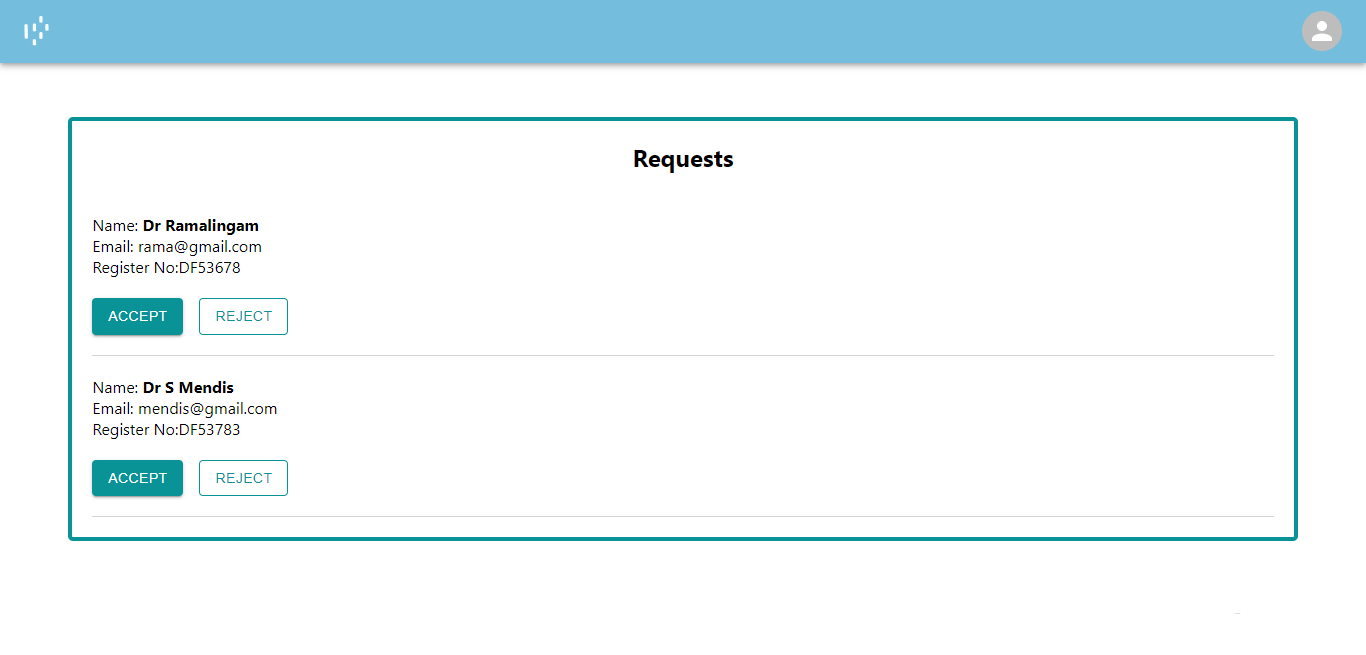 Requests
Name: Dr Ramalingam
Email: rama@gmail.com
Register No:DF53678
ACCEPT REJECT
Name: Dr S Mendis
Email: mendis@gmail.com
Register No:DF53783
ACCEPT REJECT